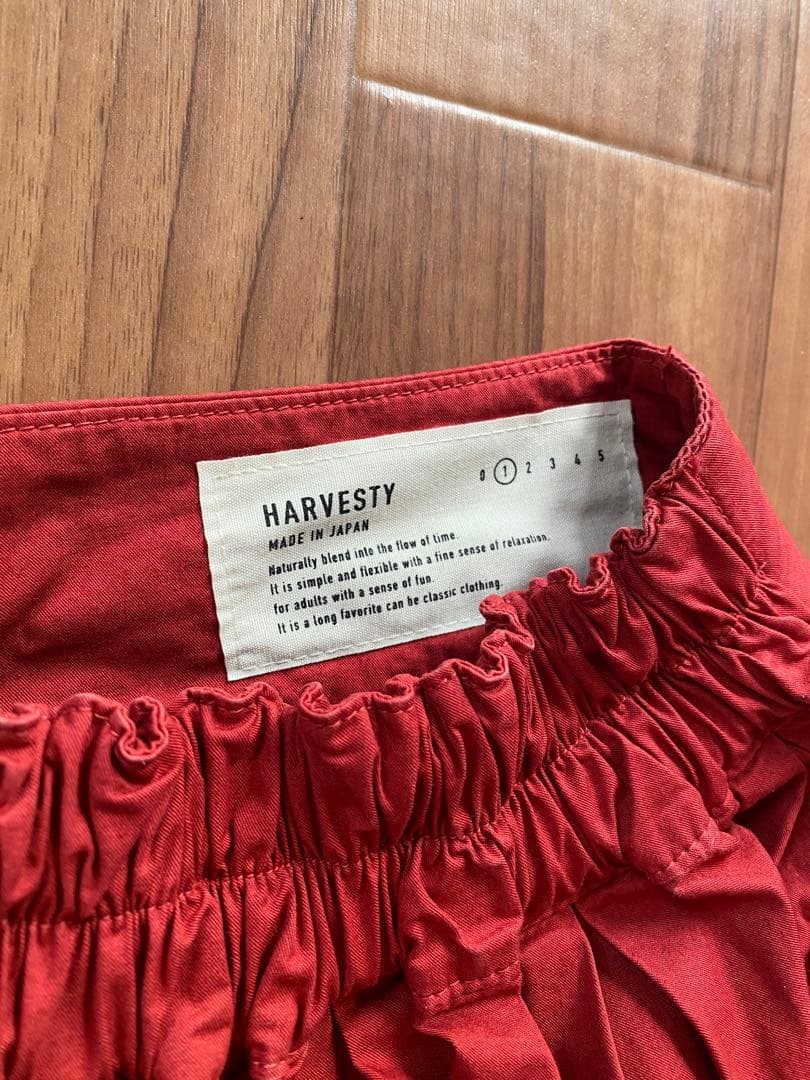 0 1 2 3 4 5
HARVESTY
MADE IN JAPAN
Naturally blend into the flow of time.
It is simple and flexible with a fine sense of relaxation.
for adults with a sense of fun.
It is a long favorite can be classic clothing.